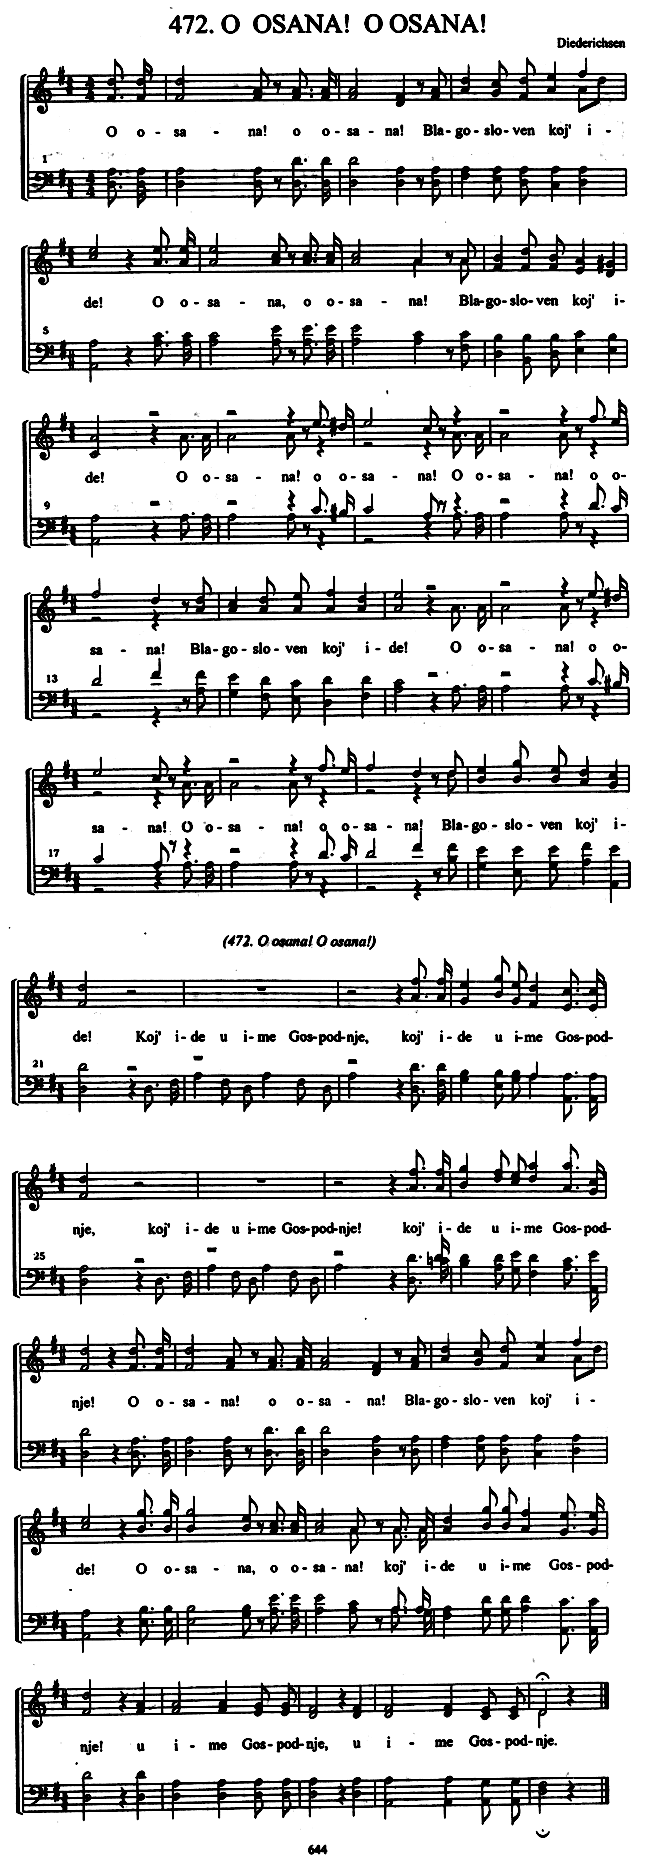 472. O OSANA! O OSANA!
Diederichsen
O o - sa - na! o o - sa - na! Bla - go - slo - ven koj' i -
1
de! O o - sa - na, o o - sa - na! Bla - go - slo - ven koj' i -
5
de! O o - sa - na! o o - sa - na! O o - sa - na! o o -
9
sa - na! Bla - go - slo - ven koj' i - de! O o - sa - na! o o -
13
sa - na! O o - sa - na! o o - sa - na! Bla - go - slo - ven koj' i -
17
(472. O osana! O osana!)
de! Koj' i - de u i - me Gos - pod - nje, koj' i - de u i - me Gos - pod -
21
nje, koj' i - de u i - me Gos - pod - nje! koj' i - de u i - me Gos - pod -
25
nje! O o - sa - na! o o - sa - na! Bla - go - slo - ven koj' i -
de! O o - sa - na, o o - sa - na! koj' i - de u i - me Gos - pod -
nje! u i - me Gos - pod - nje, u i - me Gos - pod - nje.
644